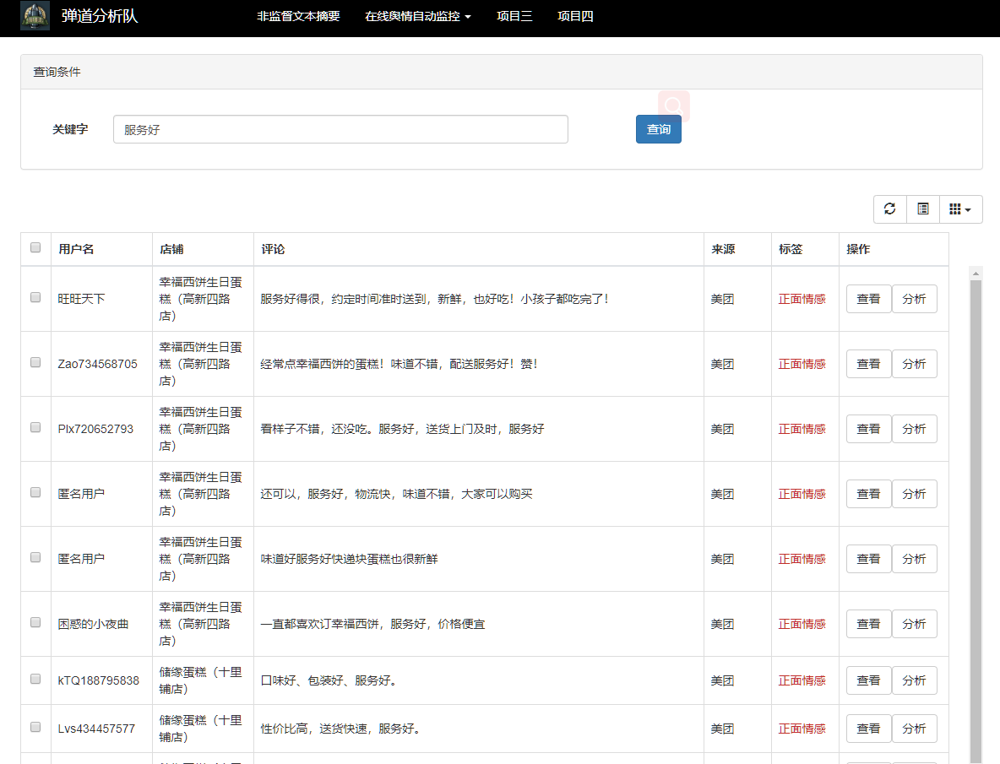 弹道分析队 非监督文本摘要 在线舆情自动监控 项目三 项目四
查询条件
关键字 服务好 查询
用户名 店铺 评论 来源 标签 操作
幸福西饼生日蛋
旺旺天下 糕（高新四路 服务好得很，约定时间准时送到，新鲜，也好吃！小孩子都吃完了！ 美团 正面情感 查看 分析
店）
幸福西饼生日蛋
Zao734568705 糕（高新四路 经常点幸福西饼的蛋糕！味道不错，配送服务好！赞！ 美团 正面情感 查看 分析
店）
幸福西饼生日蛋
Plx720652793 糕（高新四路 看样子不错，还没吃。服务好，送货上门及时，服务好 美团 正面情感 查看 分析
店）
幸福西饼生日蛋
匿名用户 糕（高新四路 还可以，服务好，物流快，味道不错，大家可以购买 美团 正面情感 查看 分析
店）
幸福西饼生日蛋
匿名用户 糕（高新四路 味道好服务好快递块蛋糕也很新鲜 美团 正面情感 查看 分析
店）
幸福西饼生日蛋
困惑的小夜曲 糕（高新四路 一直都喜欢订幸福西饼，服务好，价格便宜 美团 正面情感 查看 分析
店）
储缘蛋糕（十里
kTQ188795838 口味好、包装好、服务好。 美团 正面情感 查看 分析
铺店）
储缘蛋糕（十里
Lvs434457577 性价比高，送货快速，服务好。 美团 正面情感 查看 分析
铺店）